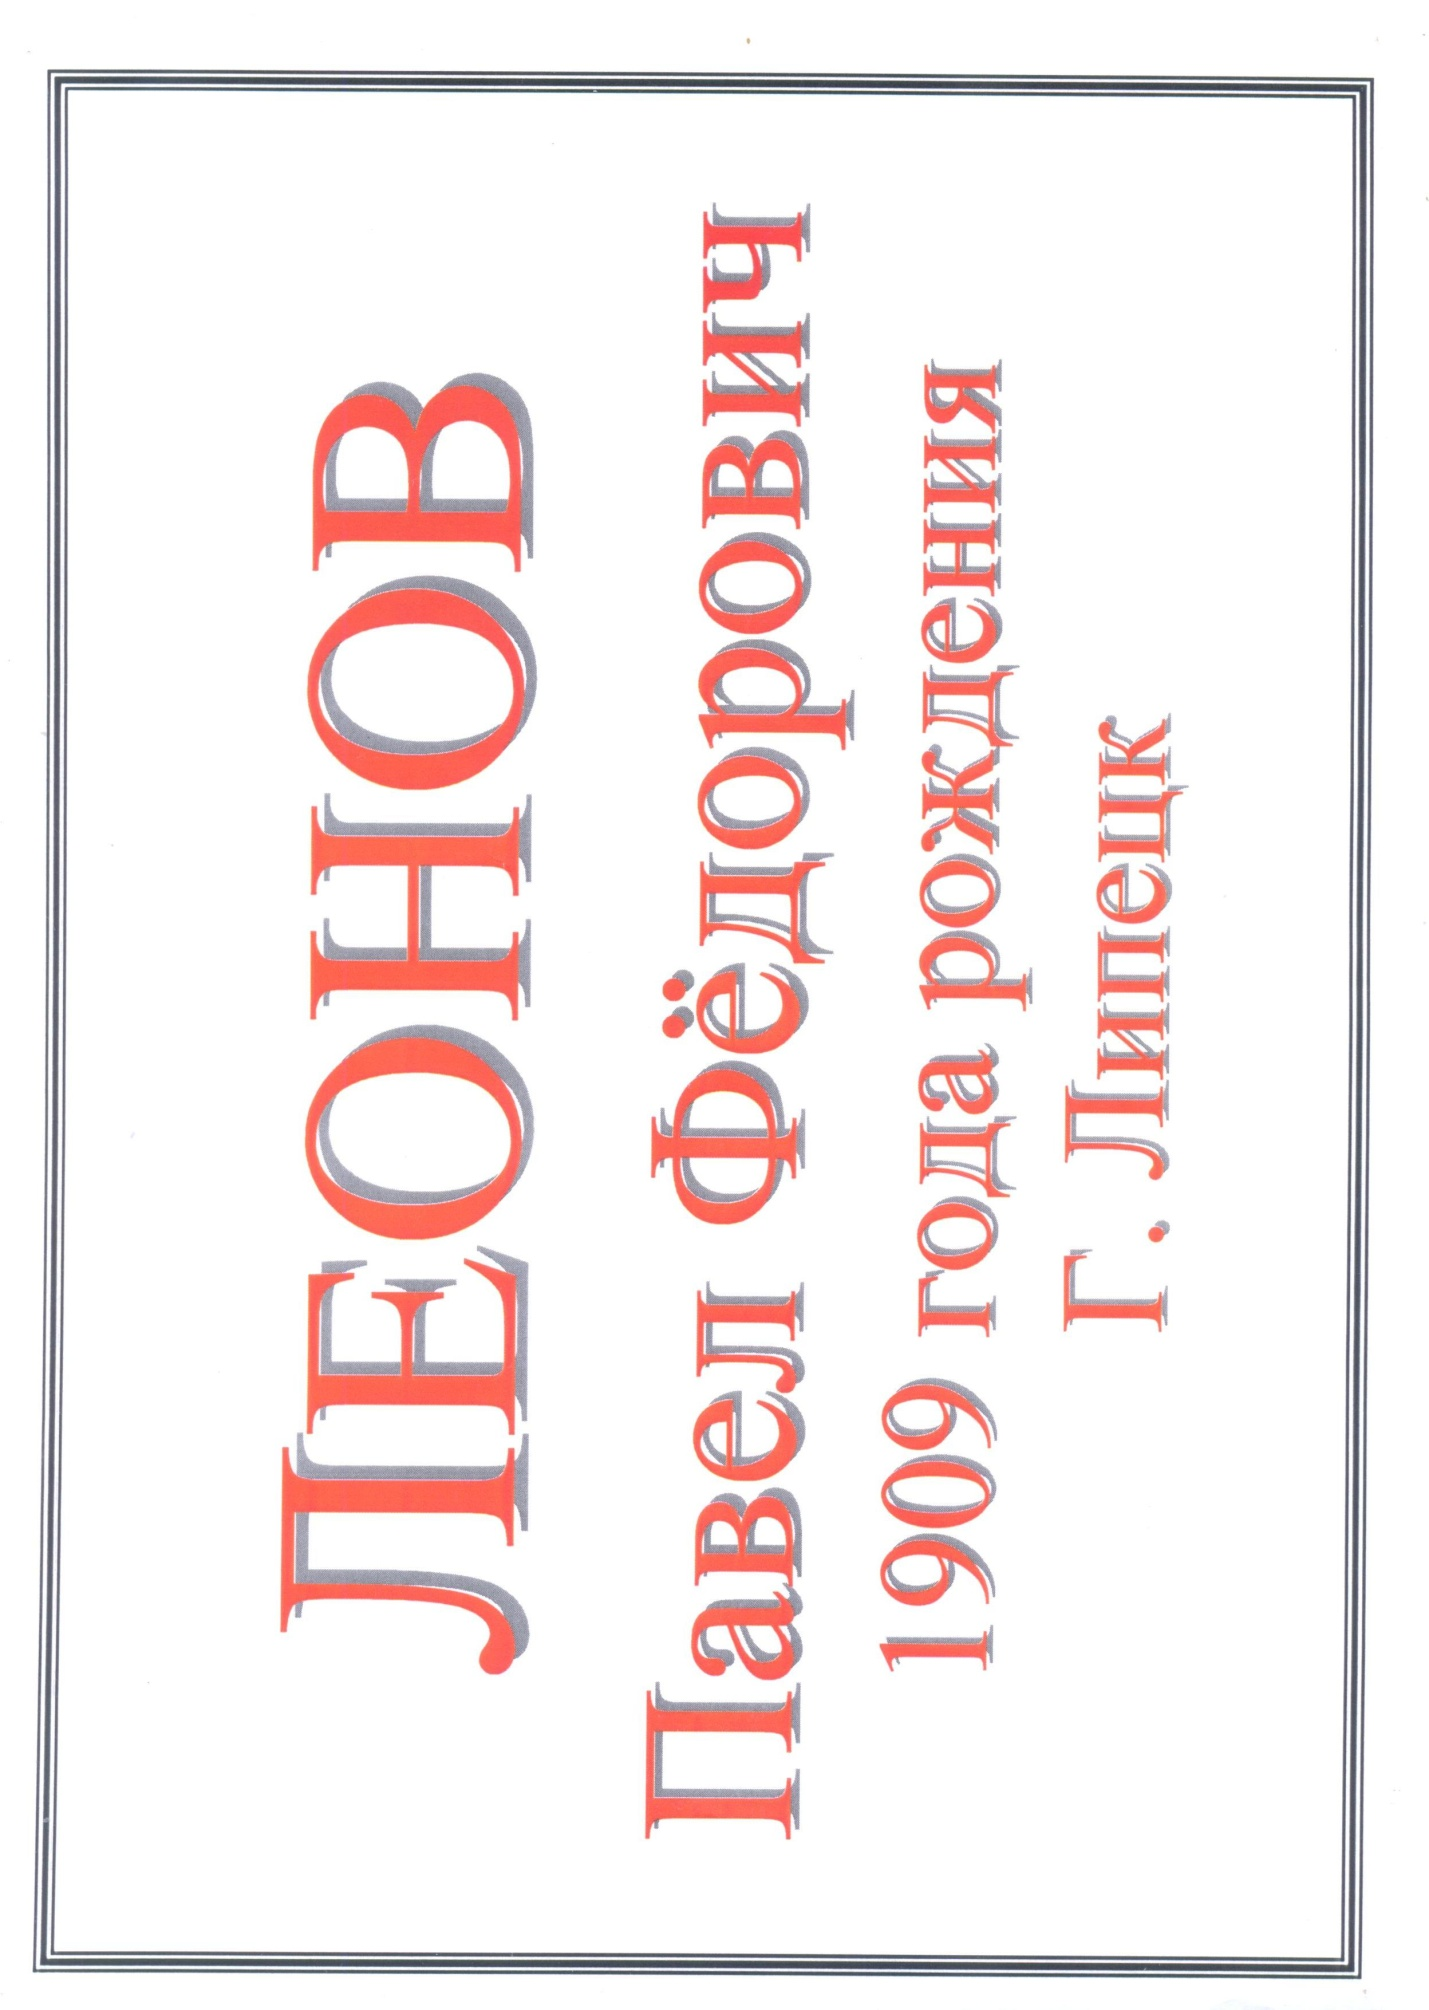 ЛЕОНОВ
Павел Фёдорович
1909 года рождения
Г. Липецк